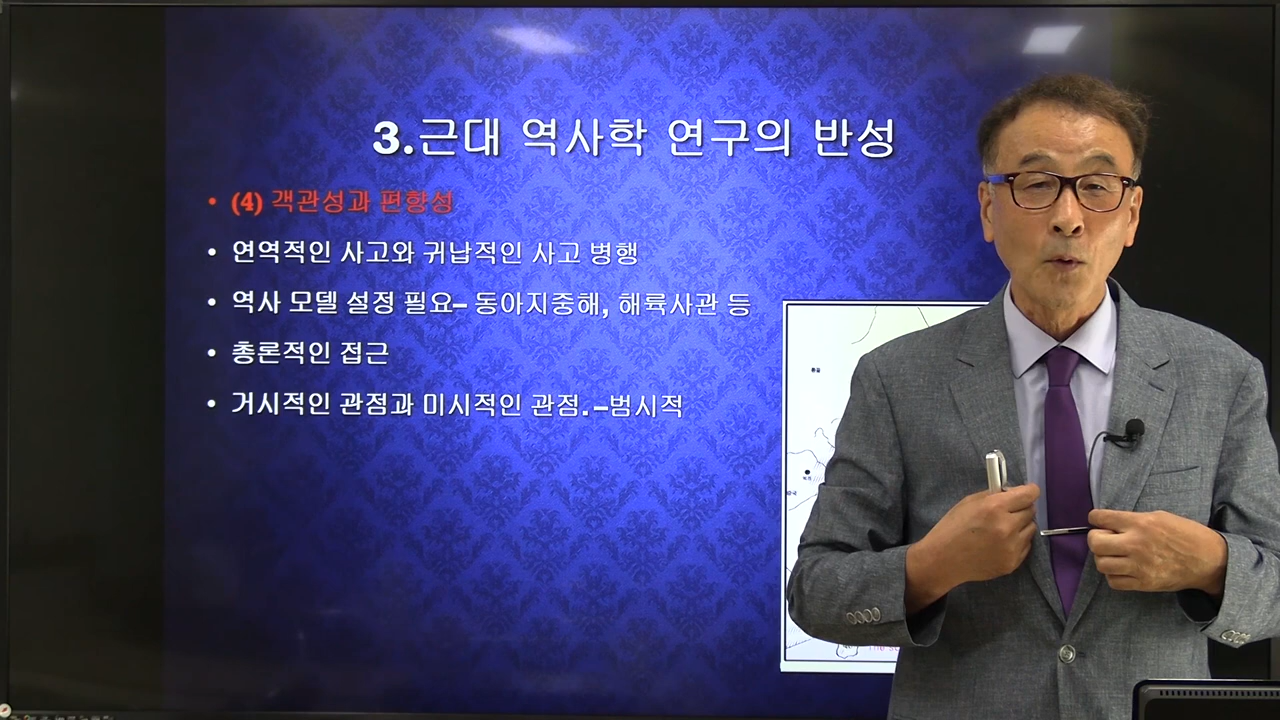 3.근대 역사학 연구의 반성
• (4) 객관성과 편향성
• 연역적인 사고와 귀납적인 사고 병행
• 역사 모델 설정 필요– 동아지중해, 해륙사관 등
• 총론적인 접근
• 거시적인 관점과 미시적인 관점.–범시적